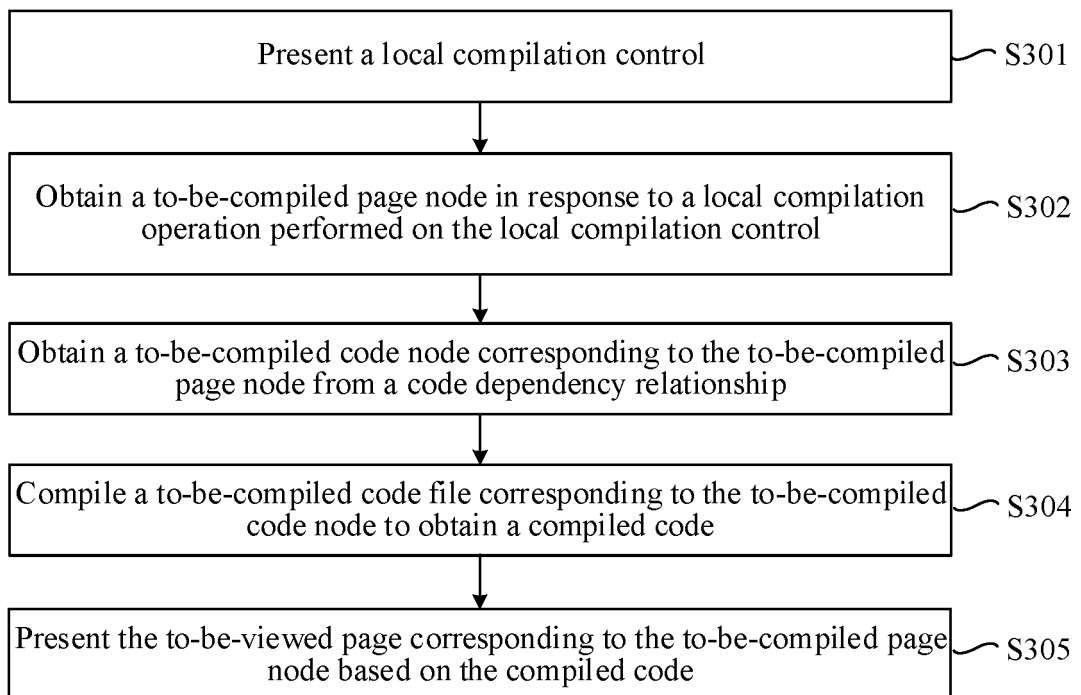 Present a local compilation control
S301
Obtain a to-be-compiled page node in response to a local compilation
operation performed on the local compilation control
S302
Obtain a to-be-compiled code node corresponding to the to-be-compiled
page node from a code dependency relationship
S303
Compile a to-be-compiled code file corresponding to the to-be-compiled
code node to obtain a compiled code
S304
Present the to-be-viewed page corresponding to the to-be-compiled page
node based on the compiled code
S305